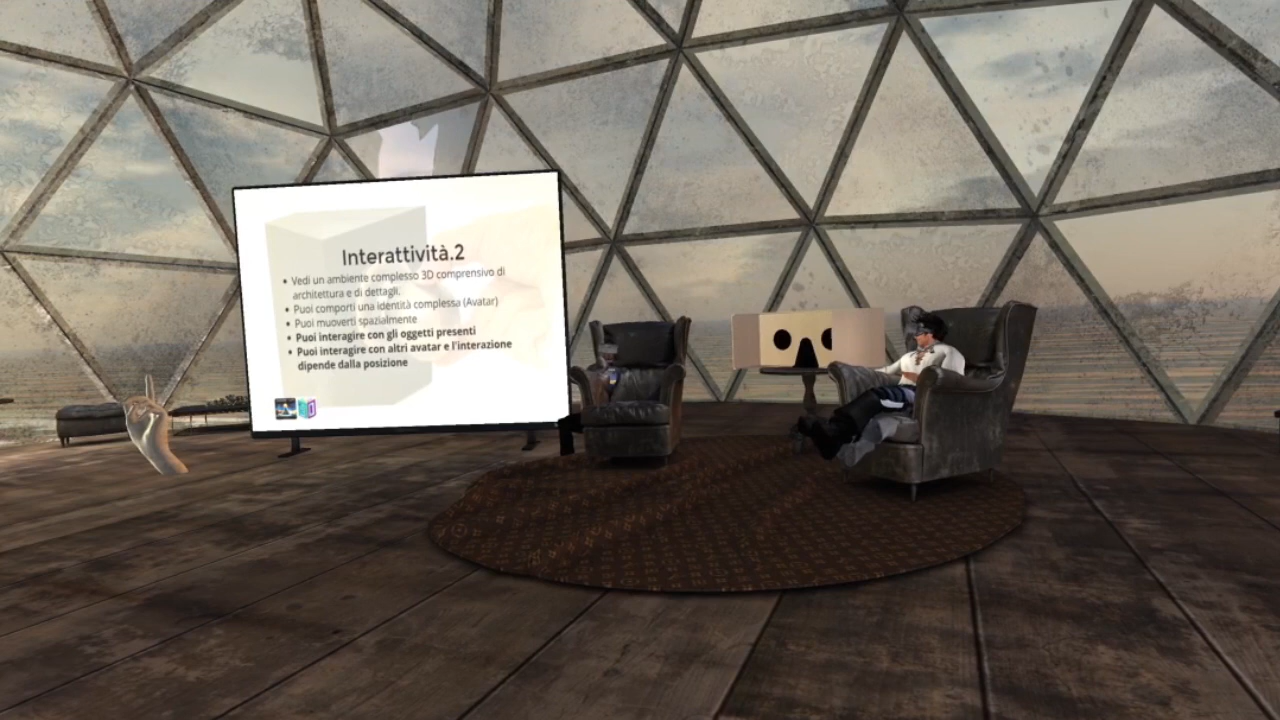 Interattività.2
• Vedi un ambiente complesso 3D comprensivo di
architettura e di dettagli.
• Puoi comporti una identità complessa (Avatar)
• Puoi muoverti spazialmente
• Puoi interagire con gli oggetti presenti
• Puoi interagire con altri avatar e l'interazione
dipende dalla posizione